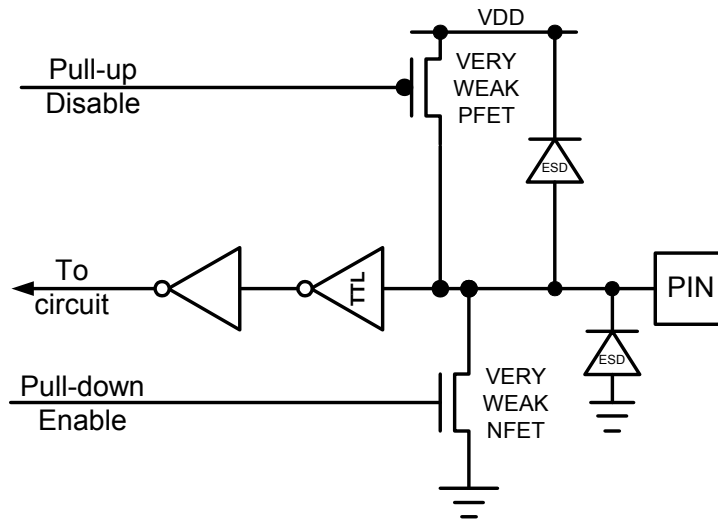 VDD
Pull-up
Disable
VERY
WEAK
PFET
ESD
To
circuit
TTL
PIN
ESD
Pull-down
Enable
VERY
WEAK
NFET